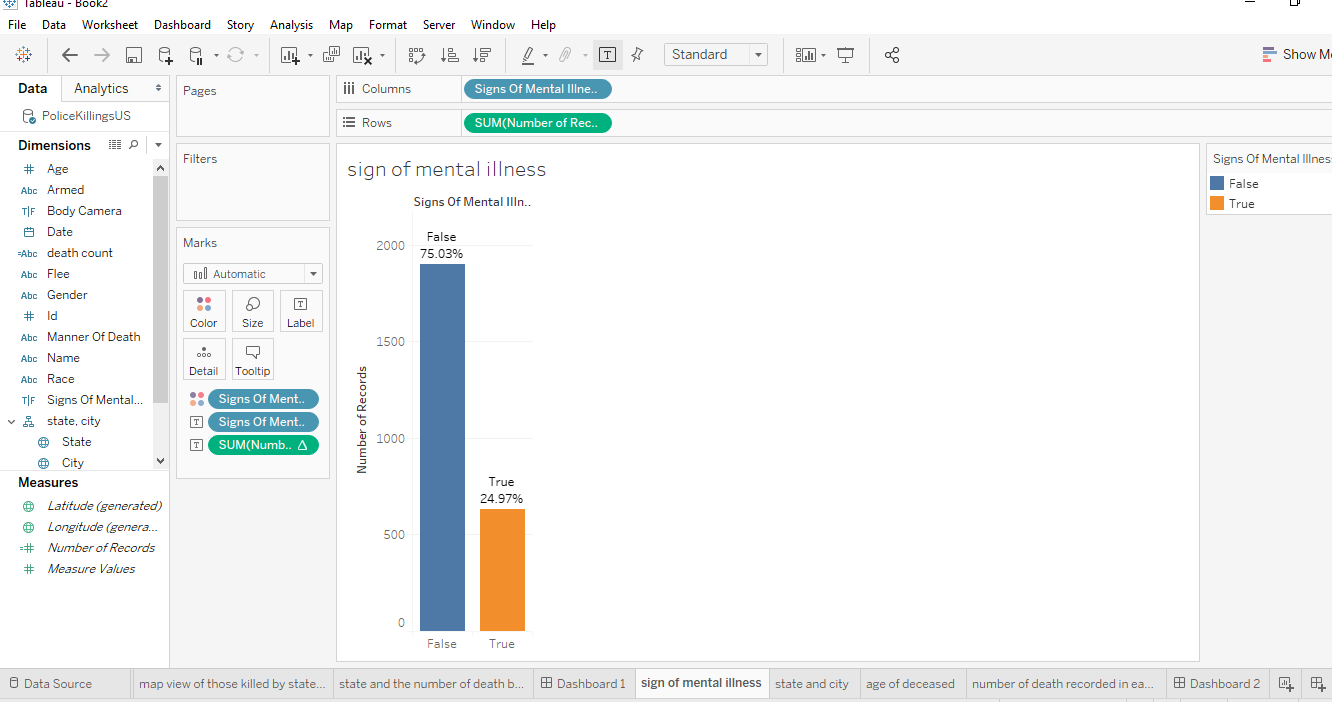 Tableau - Book2
File Data Worksheet Dashboard Story Analysis Map Format Server Window Help
Standard
Show Me
Data Analytics
PoliceKillingsUS
Dimensions
Age
Abc Armed
T|F Body Camera
Date
=Abc death count
Abc Flee
Abc Gender
Id
Abc Manner Of Death
Abc Name
Abc Race
T|F Signs Of Mental...
state, city
State
City
Measures
Latitude (generated)
Longitude (genera...
Number of Records
Measure Values
Pages
Filters
Marks
Automatic
Color Size Label
Detail Tooltip
Signs Of Ment..
Signs Of Ment..
SUM(Numb.. Δ
Columns Signs Of Mental Illne..
Rows SUM(Number of Rec..
sign of mental illness
Signs Of Mental Illn..
False
75.03%
True
24.97%
2000
1500
1000
500
0
Number of Records
False True
Signs Of Mental Illness
False
True
Data Source map view of those killed by state... state and the number of death b... Dashboard 1 sign of mental illness state and city age of deceased number of death recorded in ea... Dashboard 2